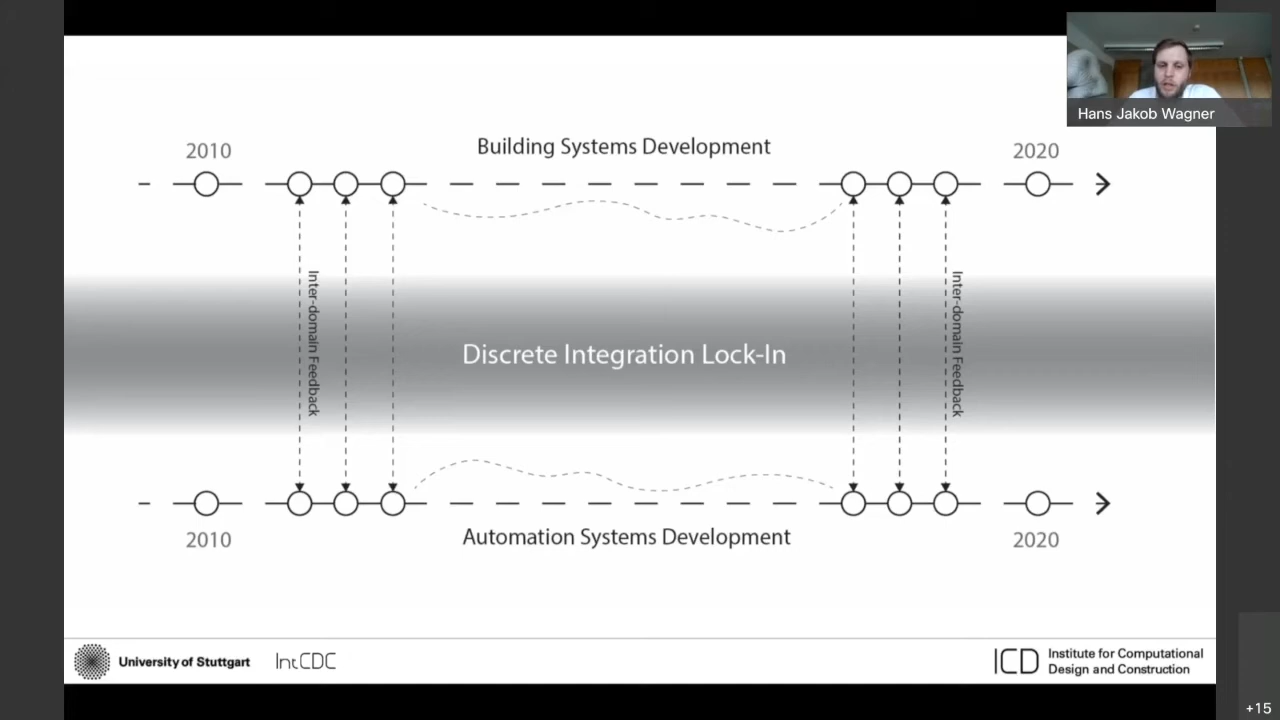 Hans Jakob Wagner
Building Systems Development
2010
2020
Inter-domain Feedback
Inter-domain Feedback
Discrete Integration Lock-In
Automation Systems Development
2010
2020
University of Stuttgart
IntCDC
ICD
Institute for Computational
Design and Construction
+15